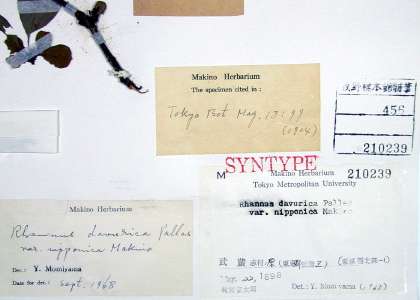 Makino Herbarium
The specimen cited in :
Tokyo Bot. Mag. 18 : 98
(1904)
456
210239
SYNTYPE
M
Makino Herbarium
Tokyo Metropolitan University
210239
Rhamnus davurica Pallas
var. nipponica Makino
武蔵
22, 1898
Det.: Y. Momiyama (1968)
Makino Herbarium
Rhamnus davurica Pallas
var. nipponica Makino
Det.: Y. Momiyama
Date for det.: Sept. 1968